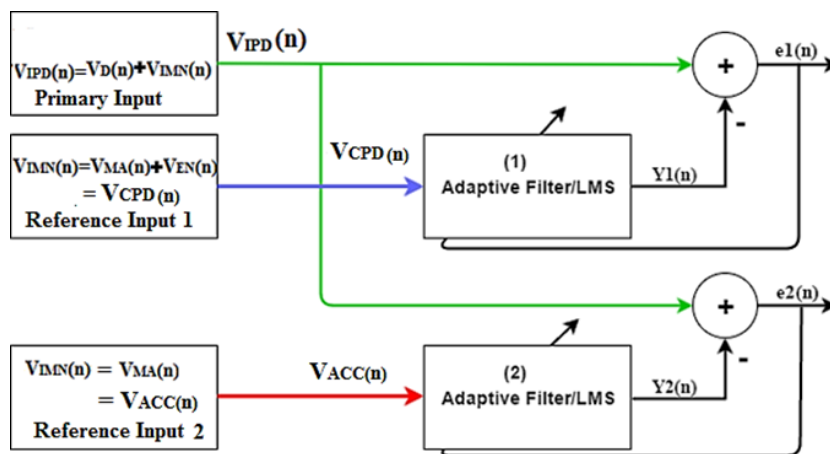 VIPD(n)=VD(n)+VIMN(n)
Primary Input
VIPD(n)
+
e1(n)
-
VIMN(n)=VMA(n)+VEN(n)
= VCPD(n)
Reference Input 1
VCPD(n)
(1)
Adaptive Filter/LMS
Y1(n)
+
e2(n)
-
VIMN(n) = VMA(n)
= VACC(n)
Reference Input 2
VACC(n)
(2)
Adaptive Filter/LMS
Y2(n)